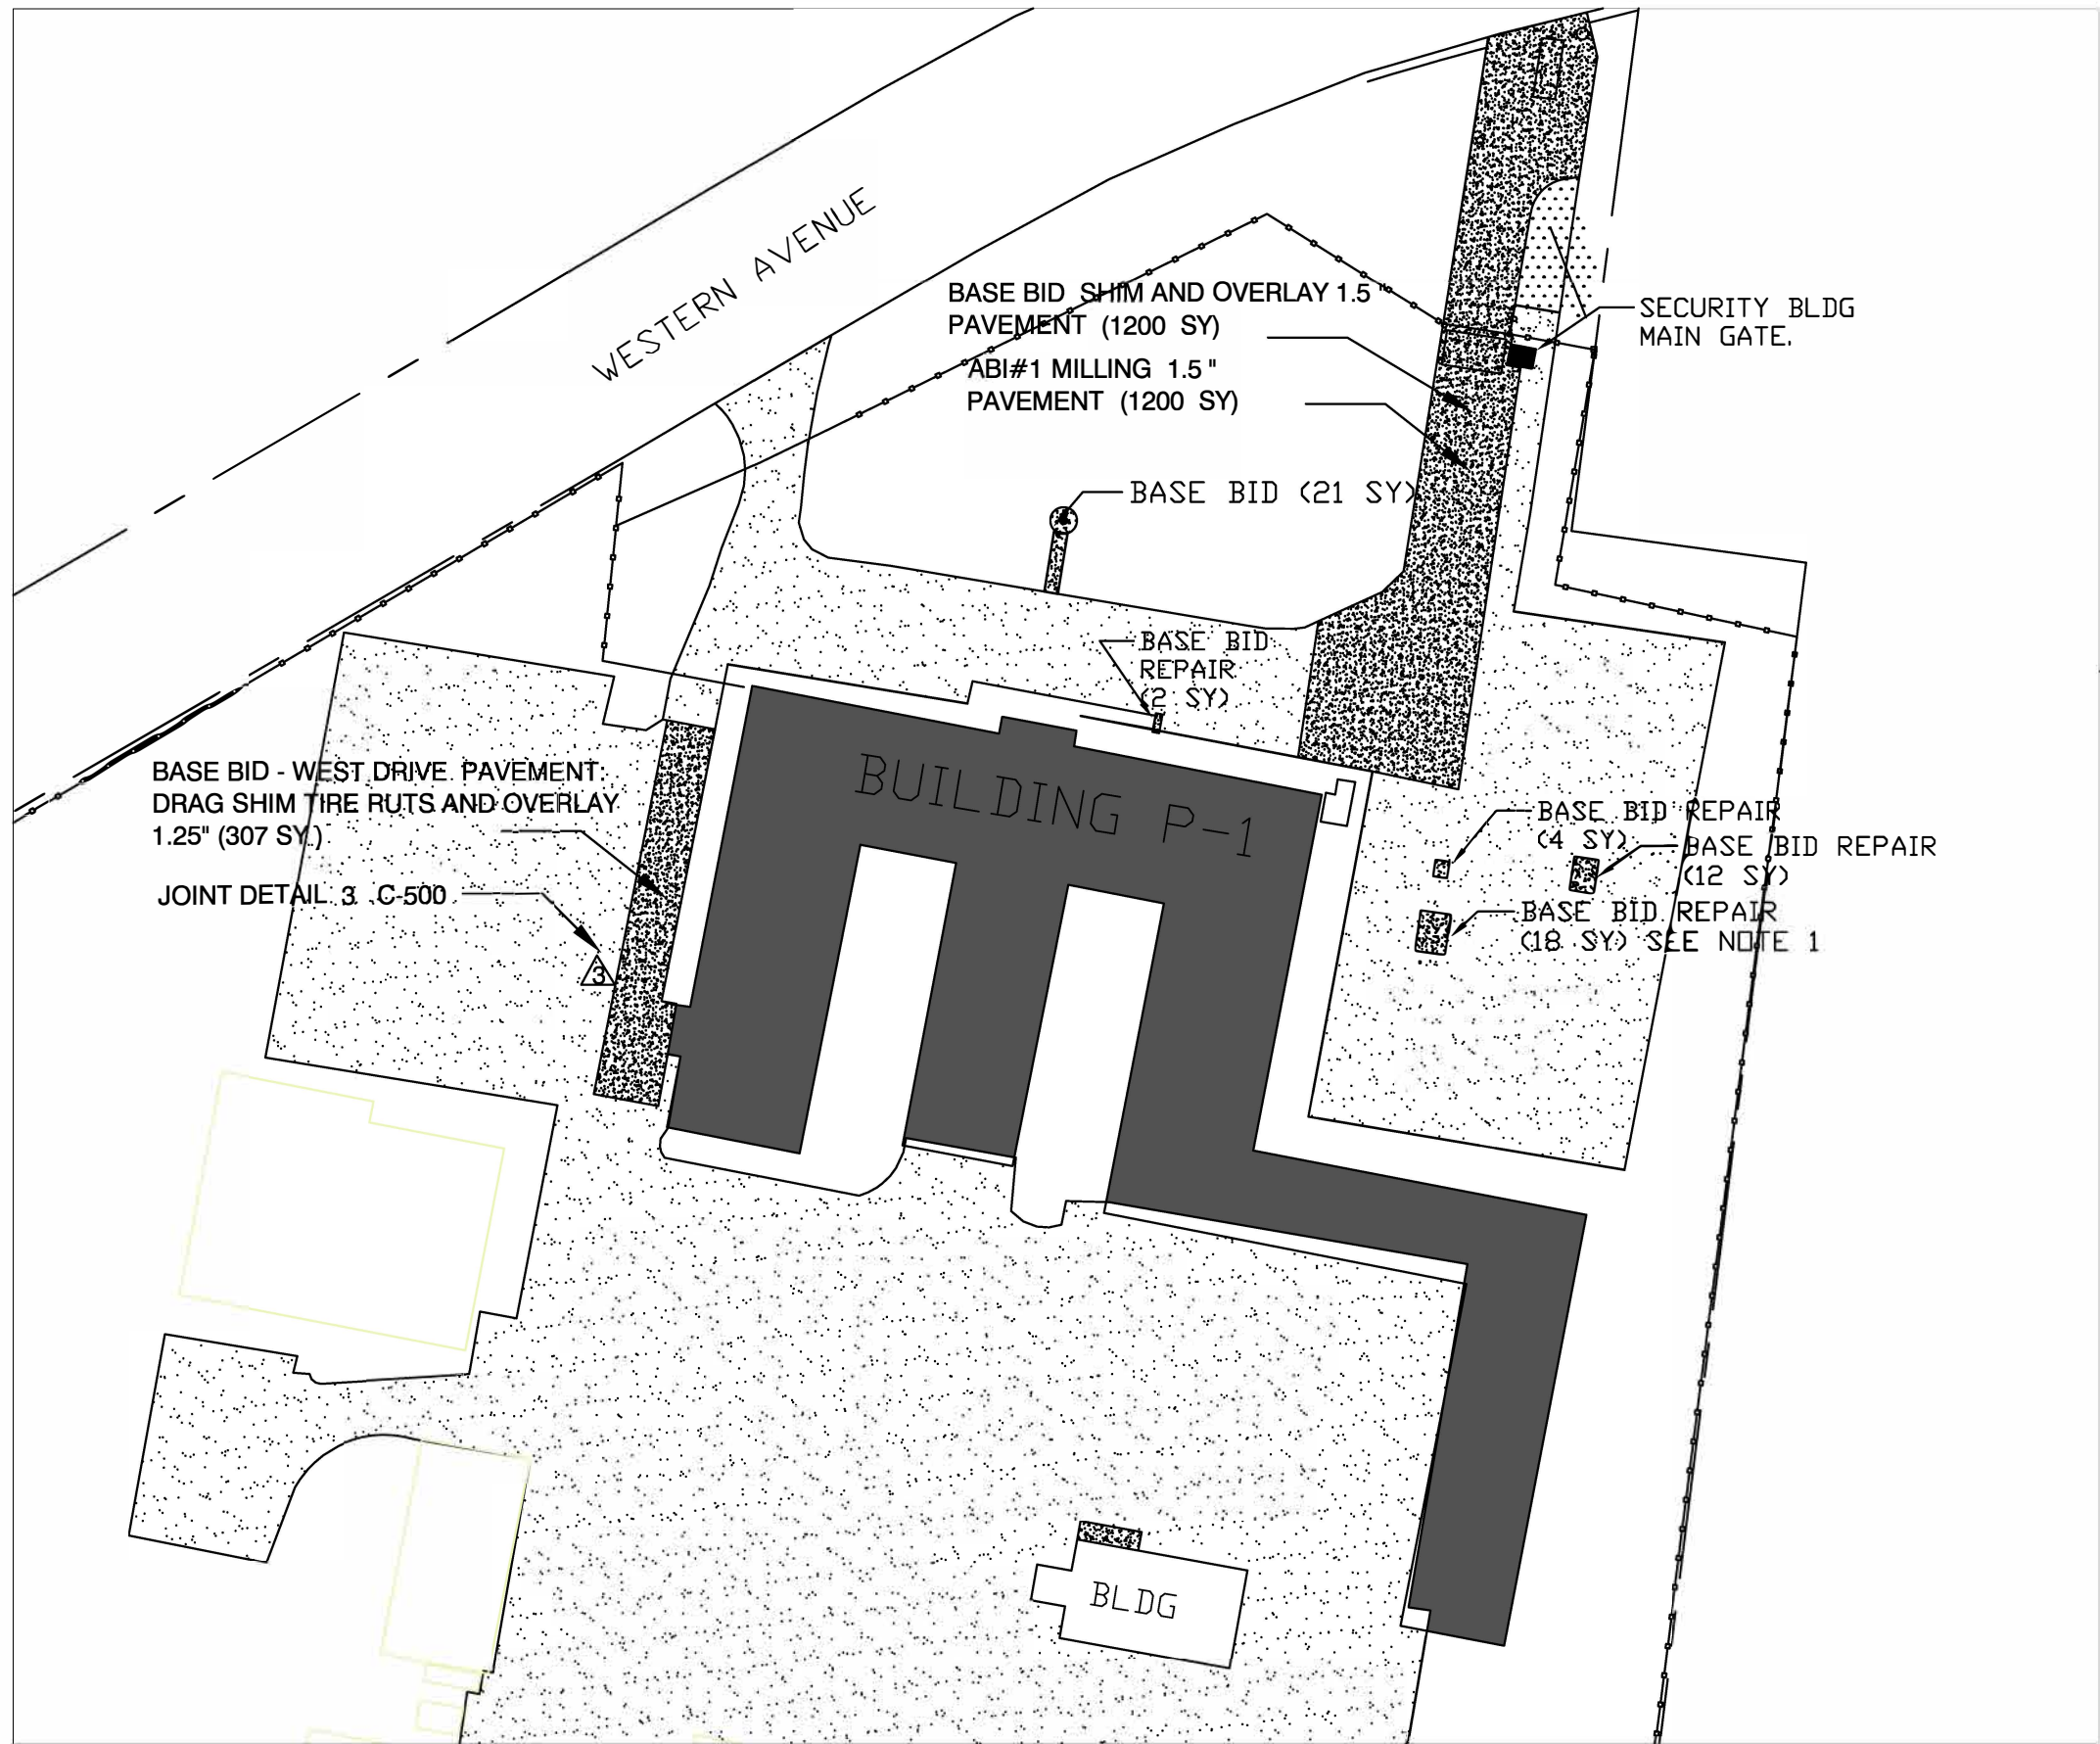 WESTERN AVENUE
BASE BID SHIM AND OVERLAY 1.5 "
PAVEMENT (1200 SY)
ABI#1 MILLING 1.5 "
PAVEMENT (1200 SY)
SECURITY BLDG
MAIN GATE.
BASE BID (21 SY)
BASE BID
REPAIR
(2 SY)
BASE BID - WEST DRIVE PAVEMENT:
DRAG SHIM TIRE RUTS AND OVERLAY
1.25" (307 SY.)
JOINT DETAIL 3 C-500
3
BUILDING P-1
BASE BID REPAIR
(4 SY)
BASE BID REPAIR
(12 SY)
BASE BID REPAIR
(18 SY) SEE NOTE 1
BLDG